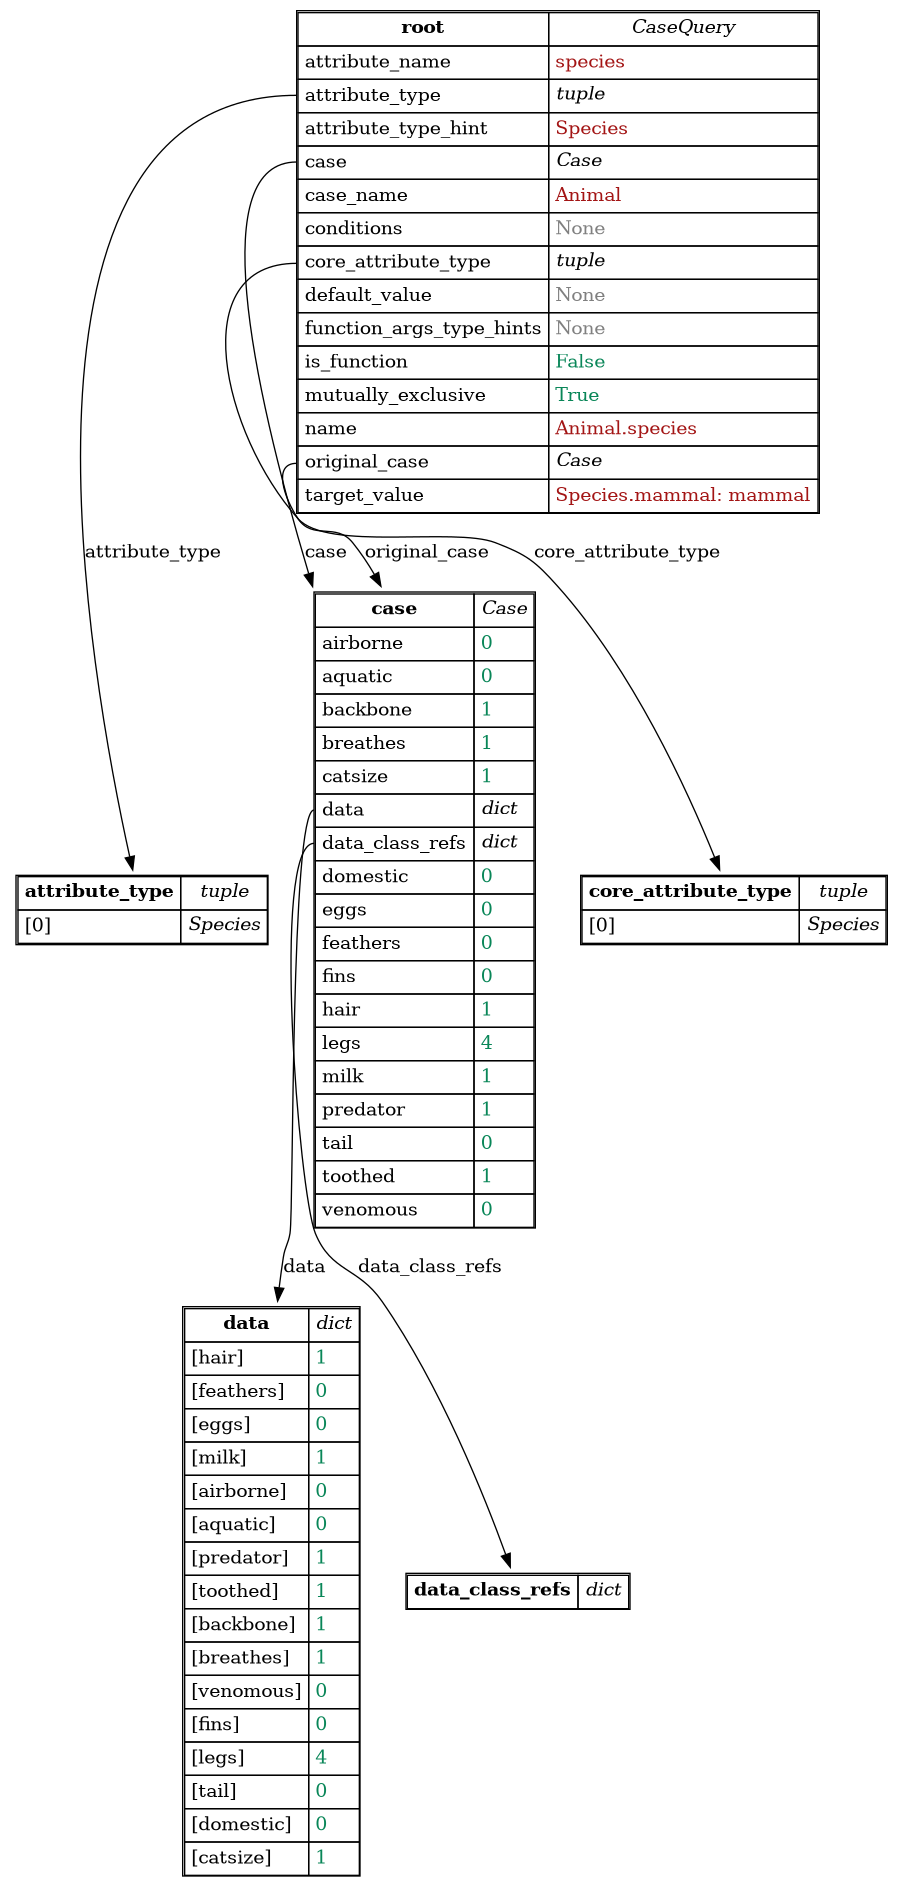 root CaseQuery
attribute_name species
attribute_type tuple
attribute_type_hint Species
case Case
case_name Animal
conditions None
core_attribute_type tuple
default_value None
function_args_type_hints None
is_function False
mutually_exclusive True
name Animal.species
original_case Case
target_value Species.mammal: mammal
attribute_type case original_case core_attribute_type
case Case
airborne 0
aquatic 0
backbone 1
breathes 1
catsize 1
data dict
data_class_refs dict
domestic 0
eggs 0
feathers 0
fins 0
hair 1
legs 4
milk 1
predator 1
tail 0
toothed 1
venomous 0
attribute_type tuple
[0] Species
core_attribute_type tuple
[0] Species
data data_class_refs
data dict
[hair] 1
[feathers] 0
[eggs] 0
[milk] 1
[airborne] 0
[aquatic] 0
[predator] 1
[toothed] 1
[backbone] 1
[breathes] 1
[venomous] 0
[fins] 0
[legs] 4
[tail] 0
[domestic] 0
[catsize] 1
data_class_refs dict